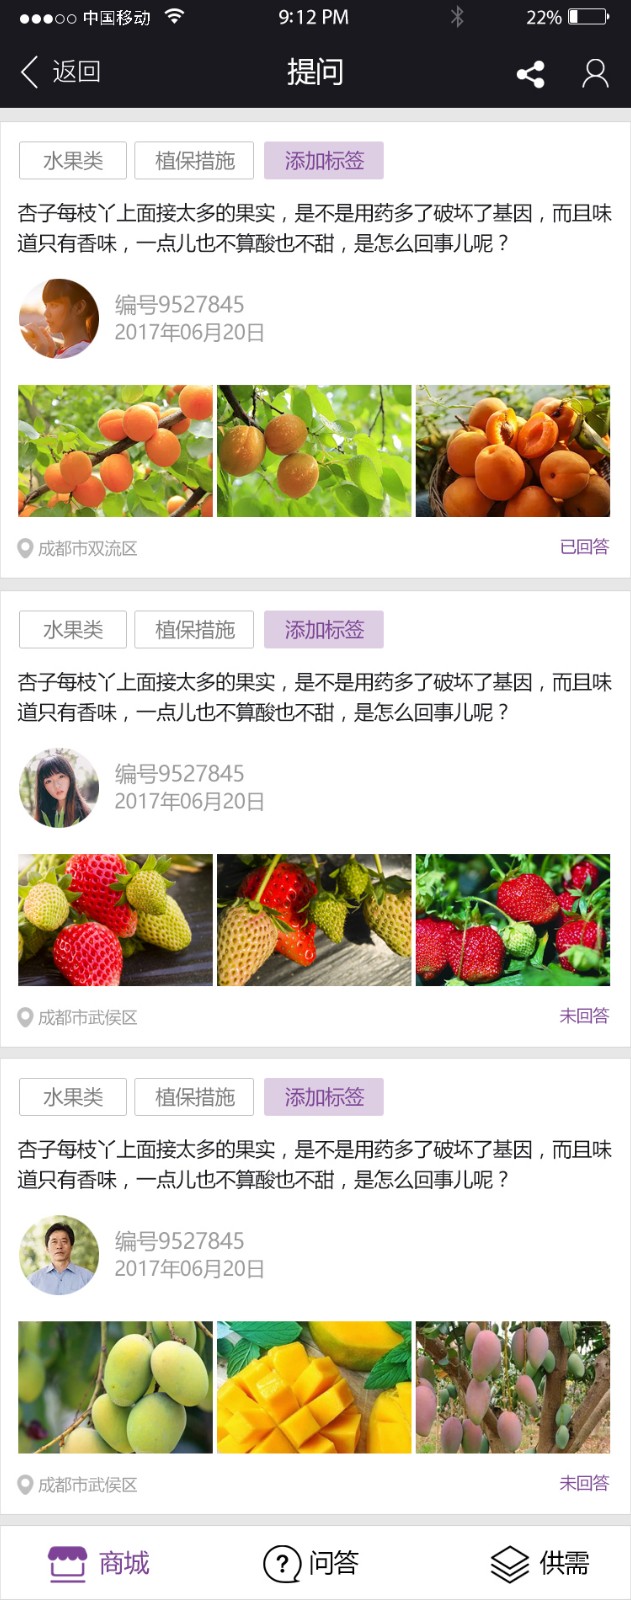 中国移动
9:12 PM
22%
返回
提问
水果类
植保措施
添加标签
杏子每枝丫上面接太多的果实，是不是用药多了破坏了基因，而且味
道只有香味，一点儿也不算酸也不甜，是怎么回事儿呢？
编号9527845
2017年06月20日
成都市双流区
已回答
水果类
植保措施
添加标签
杏子每枝丫上面接太多的果实，是不是用药多了破坏了基因，而且味
道只有香味，一点儿也不算酸也不甜，是怎么回事儿呢？
编号9527845
2017年06月20日
成都市武侯区
未回答
水果类
植保措施
添加标签
杏子每枝丫上面接太多的果实，是不是用药多了破坏了基因，而且味
道只有香味，一点儿也不算酸也不甜，是怎么回事儿呢？
编号9527845
2017年06月20日
成都市武侯区
未回答
商城
问答
供需